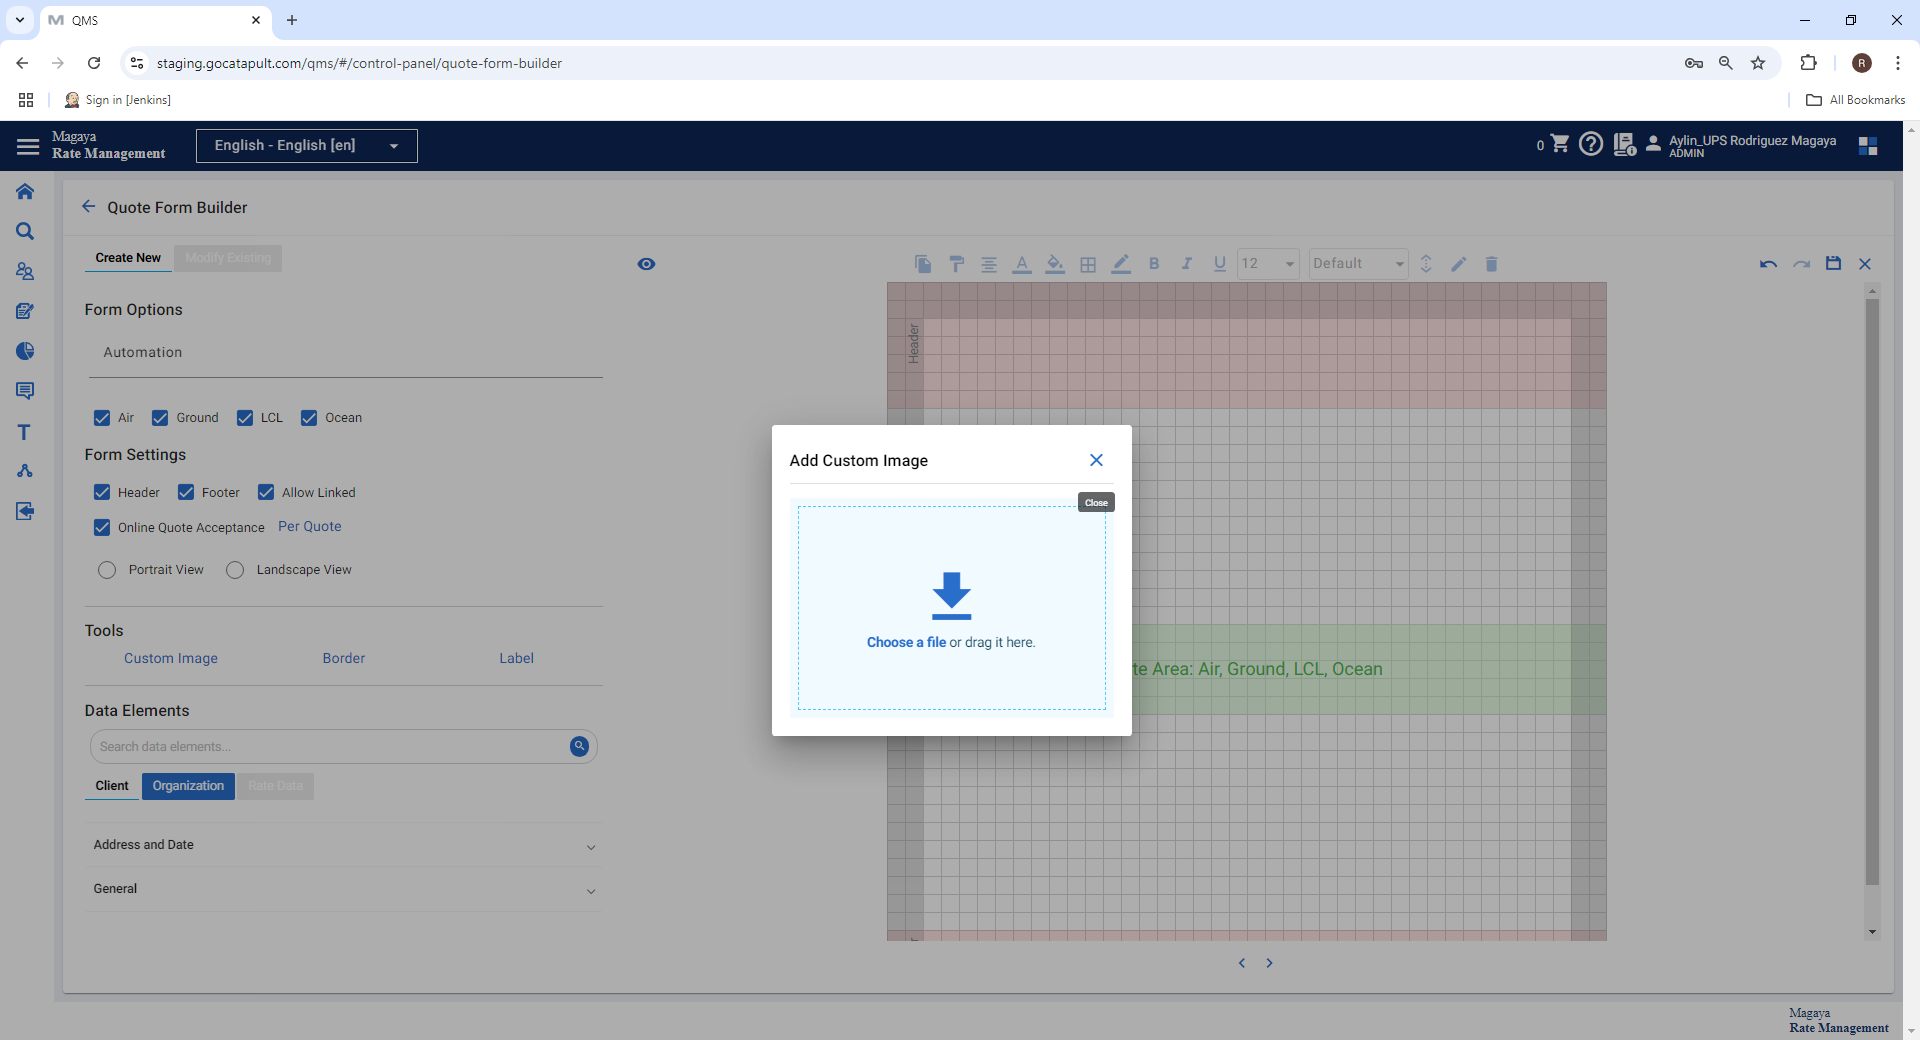 QMS
staging.gocatapult.com/qms/#/control-panel/quote-form-builder
R
Sign in [Jenkins]
All Bookmarks
Magaya
Rate Management
English - English [en]
0
Aylin_UPS Rodriguez Magaya
ADMIN
Quote Form Builder
Create New
Modify Existing
12
Default
Form Options
Automation
Header
Air
Ground
LCL
Ocean
Form Settings
Header
Footer
Allow Linked
Online Quote Acceptance
Per Quote
Portrait View
Landscape View
Add Custom Image
Close
Choose a file or drag it here.
Tools
Custom Image
Border
Label
te Area: Air, Ground, LCL, Ocean
Data Elements
Search data elements...
Client
Organization
Rate Data
Address and Date
General
Magaya
Rate Management